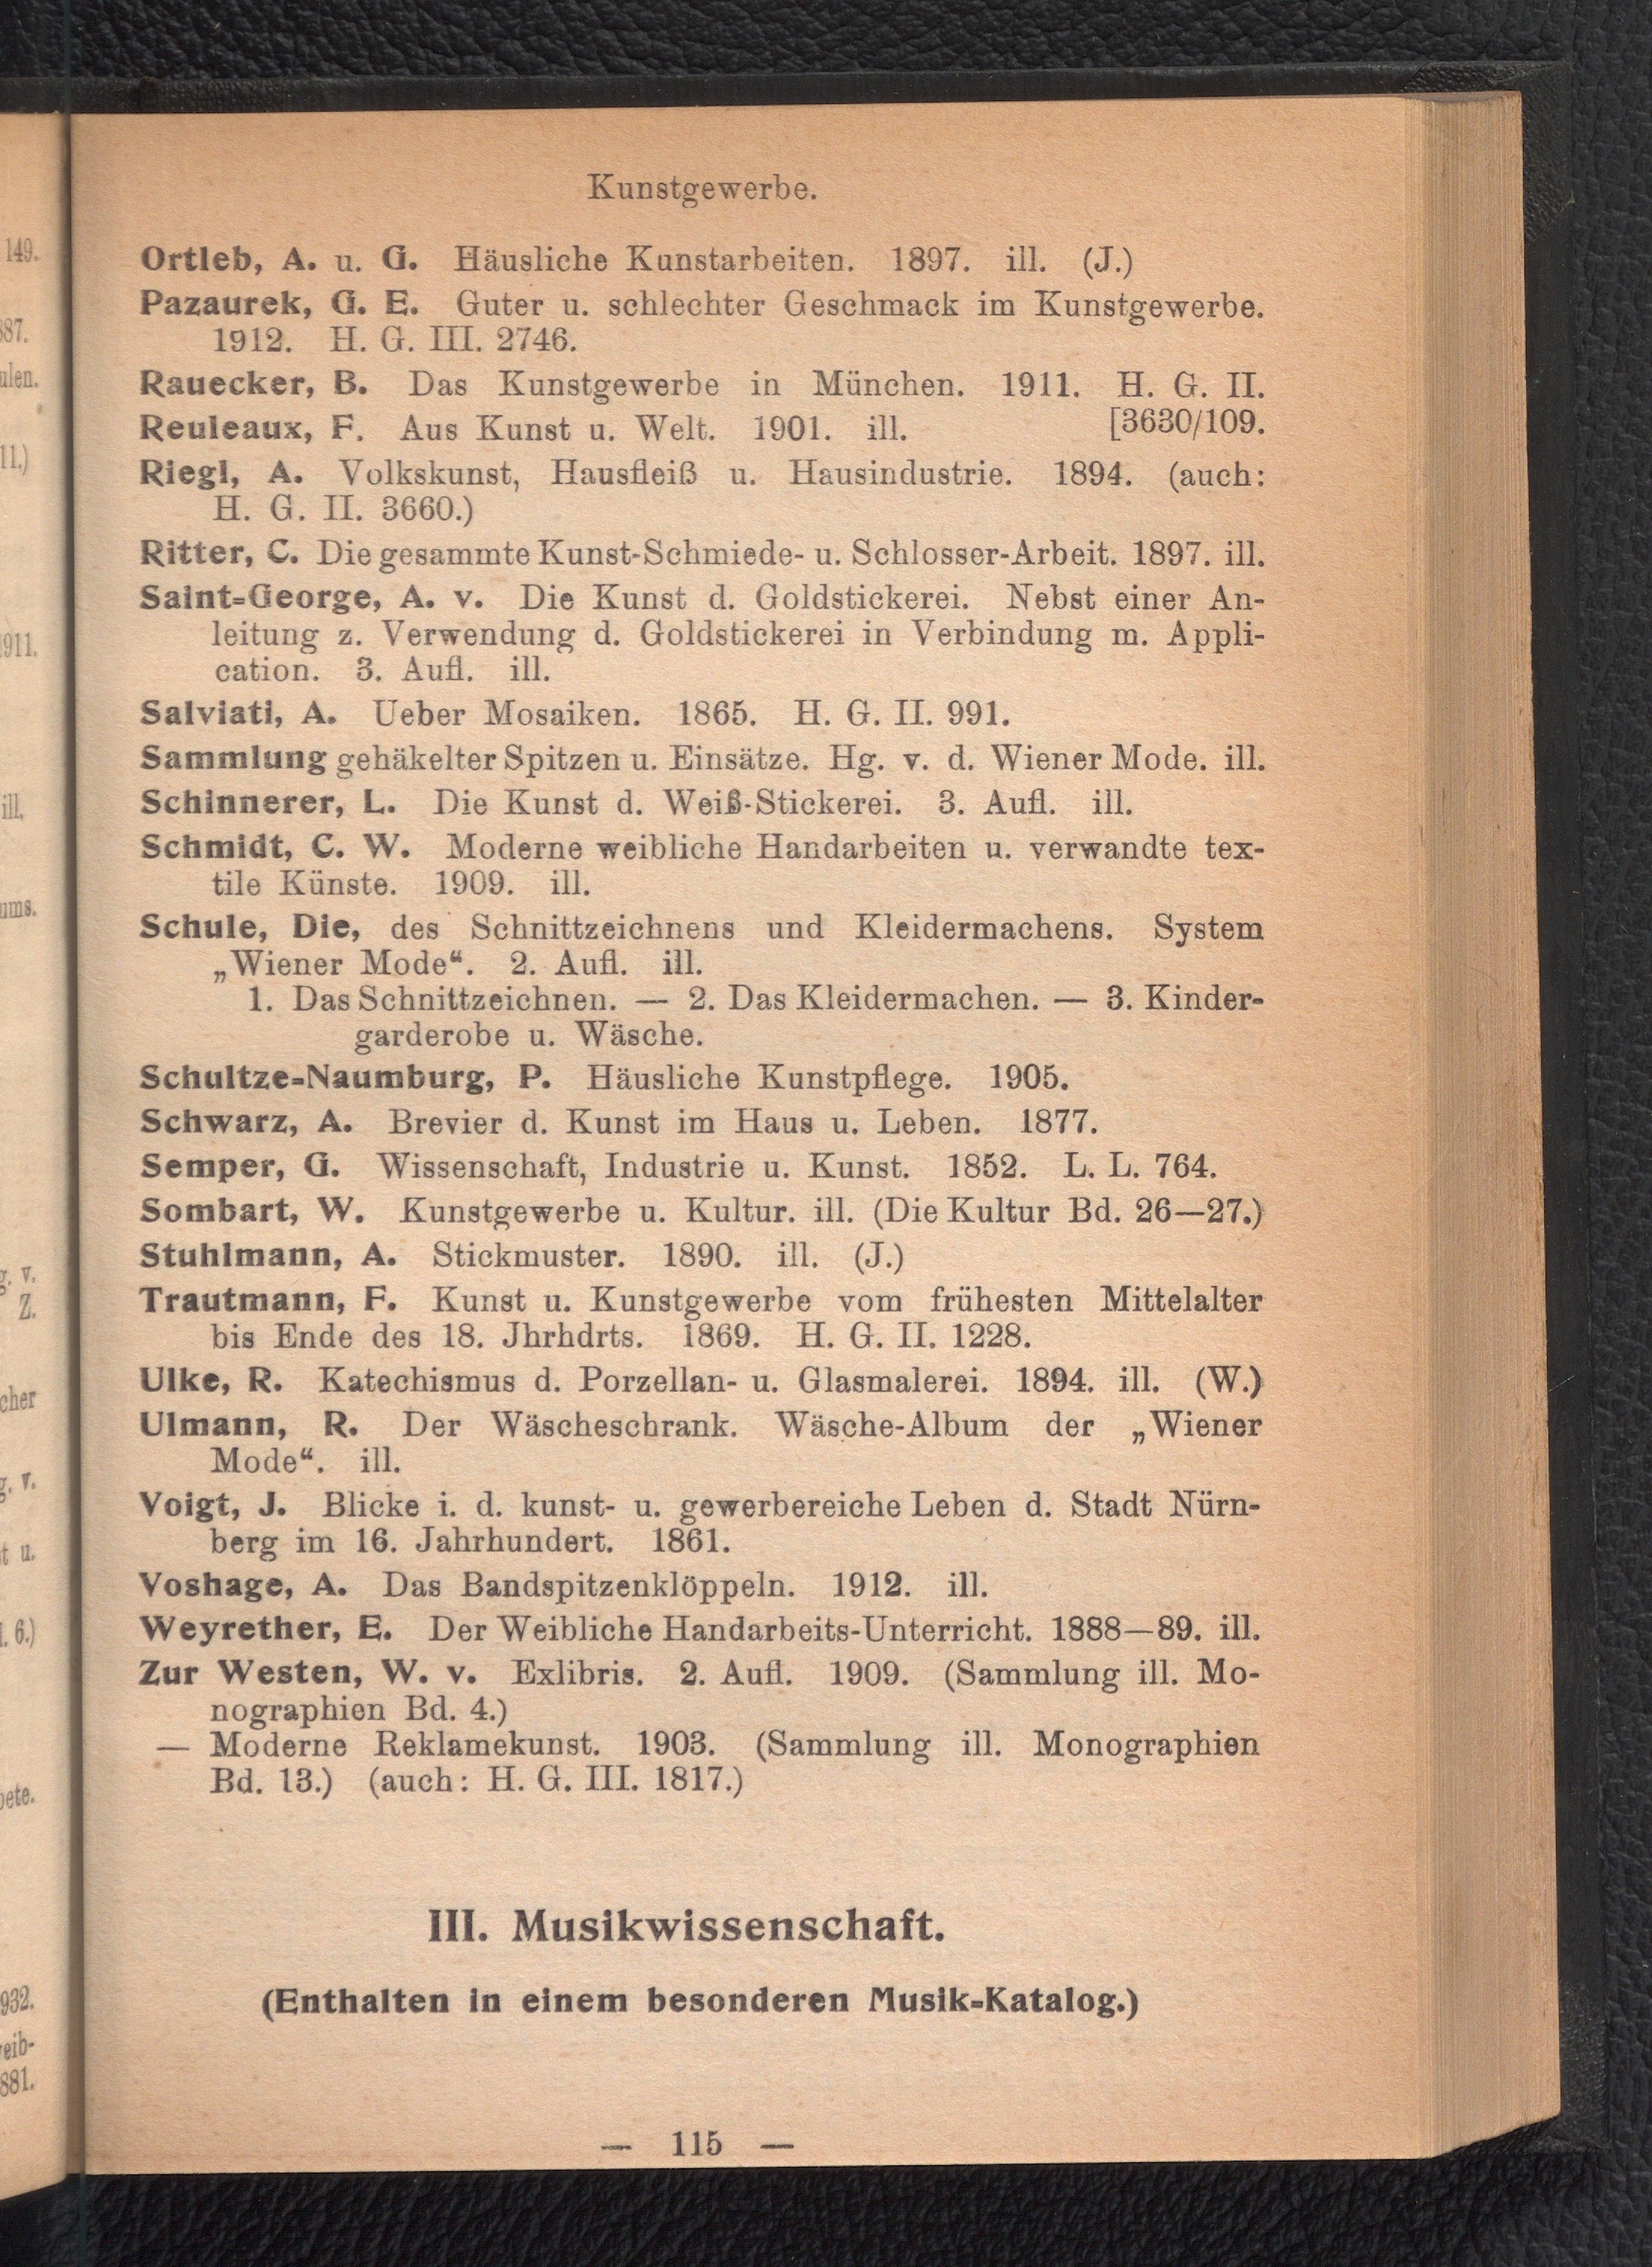 Kunstgewerbe.
Ortleb, A. u. G. Häusliche Kunstarbeiten. 1897. ill. (J.)
Pazaurek, G. E. Guter u. schlechter Geschmack im Kunstgewerbe.
1912. H. G. III. 2746.
Rauecker, B. Das Kunstgewerbe in München. 1911. H. G. II.
Reuleaux, F. Aus Kunst u. Welt. 1901. ill. [3630/109.
Riegl, A. Volkskunst, Hausfleiß u. Hausindustrie. 1894. (auch:
H. G. II. 3660.)
Ritter, C. Die gesammte Kunst-Schmiede- u. Schlosser-Arbeit. 1897. ill.
Saint-George, A. v. Die Kunst d. Goldstickerei. Nebst einer An-
leitung z. Verwendung d. Goldstickerei in Verbindung m. Appli-
cation. 3. Aufl. ill.
Salviati, A. Ueber Mosaiken. 1865. H. G. II. 991.
Sammlung gehäkelter Spitzen u. Einsätze. Hg. v. d. Wiener Mode. ill.
Schinnerer, L. Die Kunst d. Weiß-Stickerei. 3. Aufl. ill.
Schmidt, C. W. Moderne weibliche Handarbeiten u. verwandte tex-
tile Künste. 1909. ill.
Schule, Die, des Schnittzeichnens und Kleidermachens. System
„Wiener Mode“. 2. Aufl. ill.
1. Das Schnittzeichnen. — 2. Das Kleidermachen. — 3. Kinder-
garderobe u. Wäsche.
Schultze-Naumburg, P. Häusliche Kunstpflege. 1905.
Schwarz, A. Brevier d. Kunst im Haus u. Leben. 1877.
Semper, G. Wissenschaft, Industrie u. Kunst. 1852. L. L. 764.
Sombart, W. Kunstgewerbe u. Kultur. ill. (Die Kultur Bd. 26—27.)
Stuhlmann, A. Stickmuster. 1890. ill. (J.)
Trautmann, F. Kunst u. Kunstgewerbe vom frühesten Mittelalter
bis Ende des 18. Jhrhdrts. 1869. H. G. II. 1228.
Ulke, R. Katechismus d. Porzellan- u. Glasmalerei. 1894. ill. (W.)
Ulmann, R. Der Wäscheschrank. Wäsche-Album der „Wiener
Mode“. ill.
Voigt, J. Blicke i. d. kunst- u. gewerbereiche Leben d. Stadt Nürn-
berg im 16. Jahrhundert. 1861.
Voshage, A. Das Bandspitzenklöppeln. 1912. ill.
Weyrether, E. Der Weibliche Handarbeits-Unterricht. 1888—89. ill.
Zur Westen, W. v. Exlibris. 2. Aufl. 1909. (Sammlung ill. Mo-
nographien Bd. 4.)
— Moderne Reklamekunst. 1903. (Sammlung ill. Monographien
Bd. 13.) (auch: H. G. III. 1817.)
III. Musikwissenschaft.
(Enthalten in einem besonderen Musik-Katalog.)
— 115 —